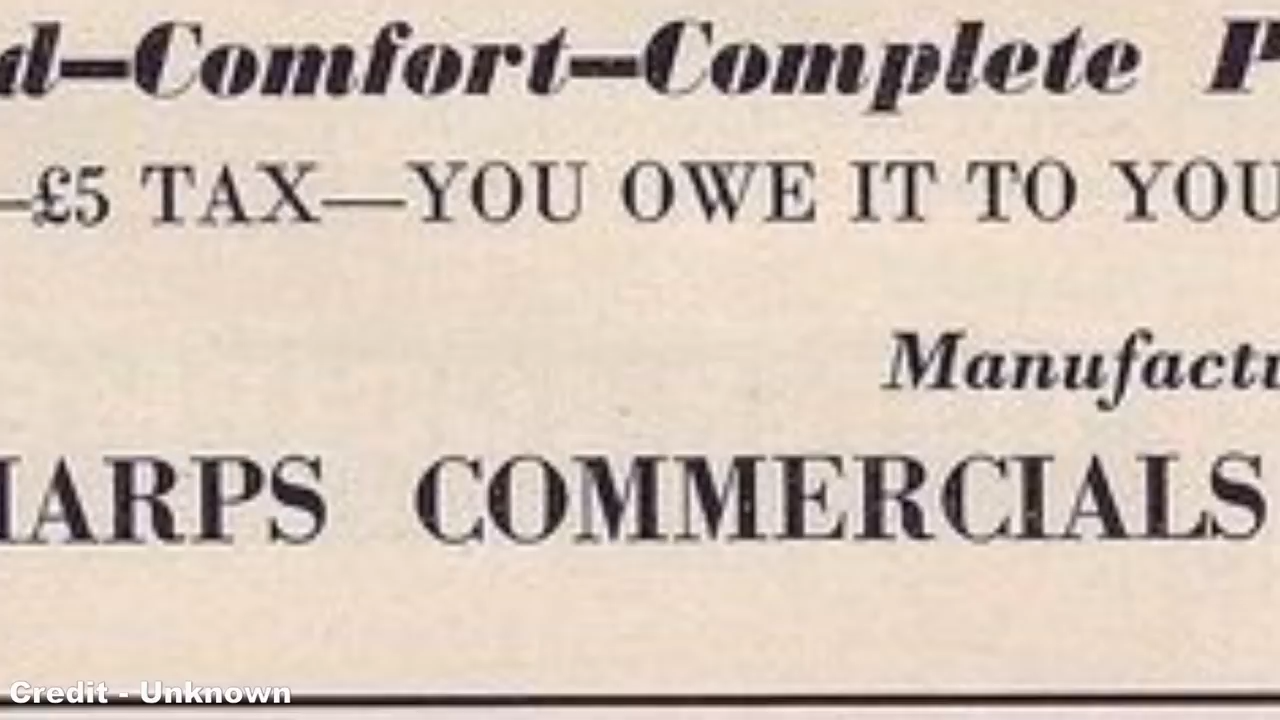 d—Comfort—Complete P
—£5 TAX—YOU OWE IT TO YOU
Manufactu
HARPS COMMERCIALS
Credit - Unknown